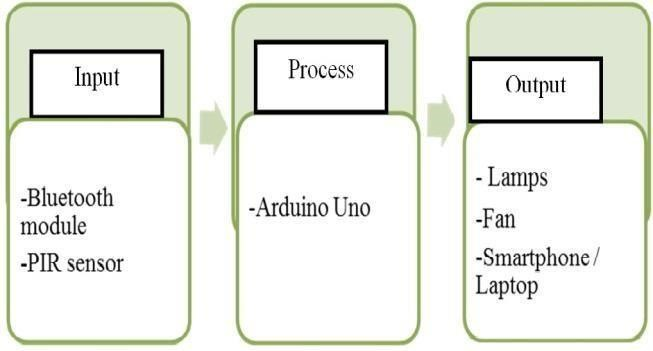 Input
-Bluetooth
module
-PIR sensor
Process
-Arduino Uno
Output
- Lamps
-Fan
-Smartphone /
Laptop